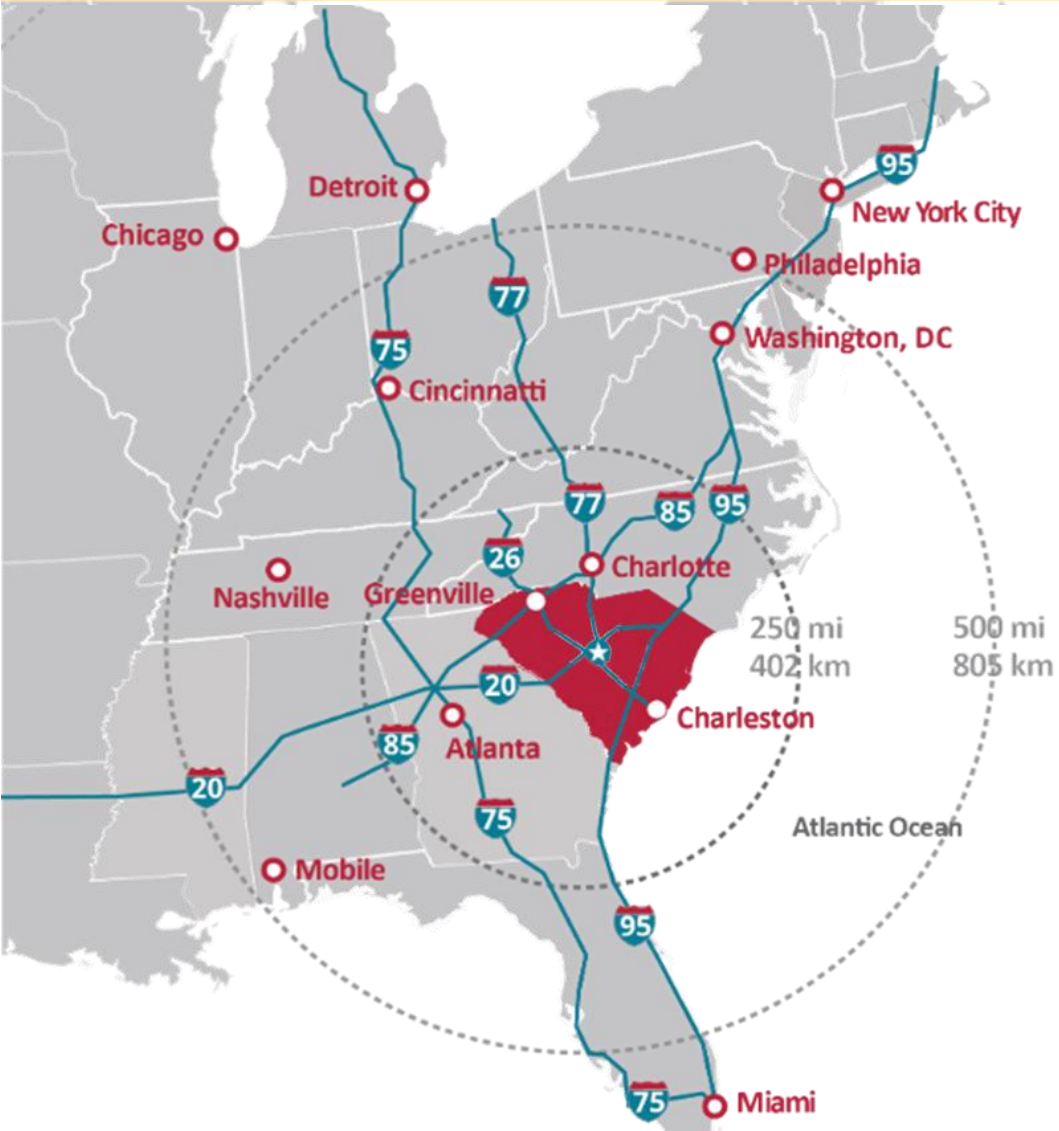 95
Detroit
New York City
Chicago
Philadelphia
77
Washington, DC
75
Cincinnatti
77
85
95
26
Charlotte
Nashville
Greenville
250 mi
402 km
500 mi
805 km
20
Charleston
85
Atlanta
20
75
Atlantic Ocean
Mobile
95
75
Miami